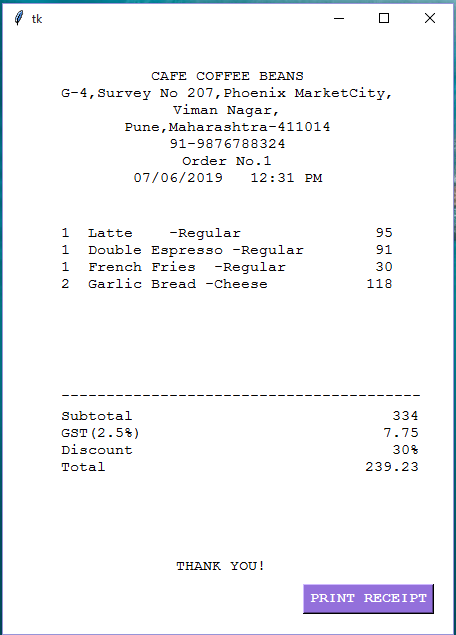 tk
CAFE COFFEE BEANS
G-4,Survey No 207,Phoenix MarketCity,
Viman Nagar,
Pune,Maharashtra-411014
91-9876788324
Order No.1
07/06/2019   12:31 PM
1  Latte    -Regular               95
1  Double Espresso -Regular        91
1  French Fries  -Regular          30
2  Garlic Bread -Cheese           118
----------------------------------------
Subtotal                             334
GST(2.5%)                           7.75
Discount                             30%
Total                             239.23
THANK YOU!
PRINT RECEIPT